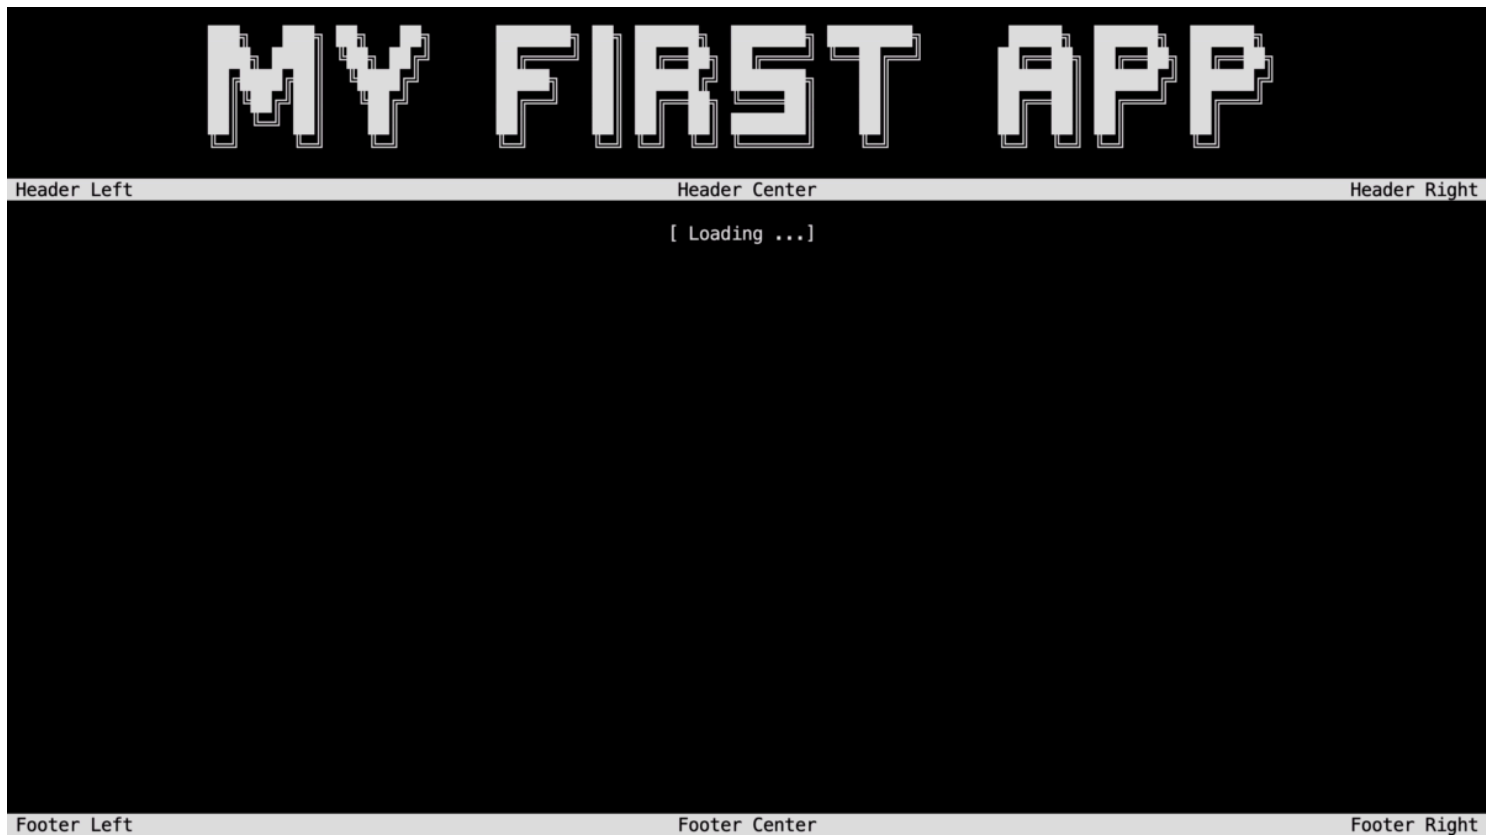 MY FIRST APP
Header Left Header Center Header Right
[ Loading ...]
Footer Left Footer Center Footer Right